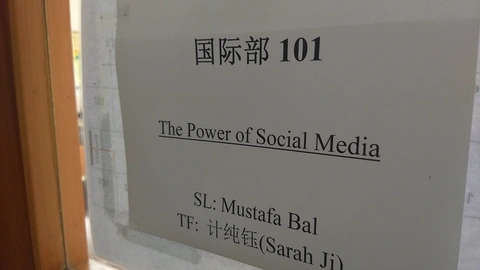 国际部 101
The Power of Social Media
SL: Mustafa Bal
TF: 计纯钰(Sarah Ji)